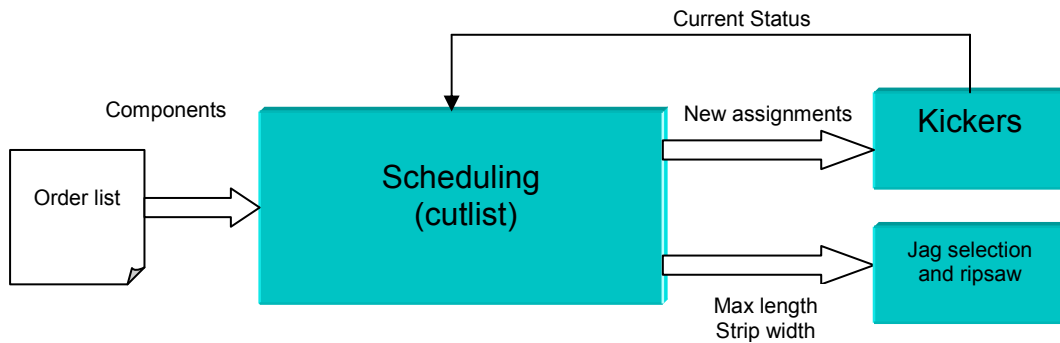 Current Status
Components
New assignments
Kickers
Order list
Scheduling
(cutlist)
Jag selection
and ripsaw
Max length
Strip width